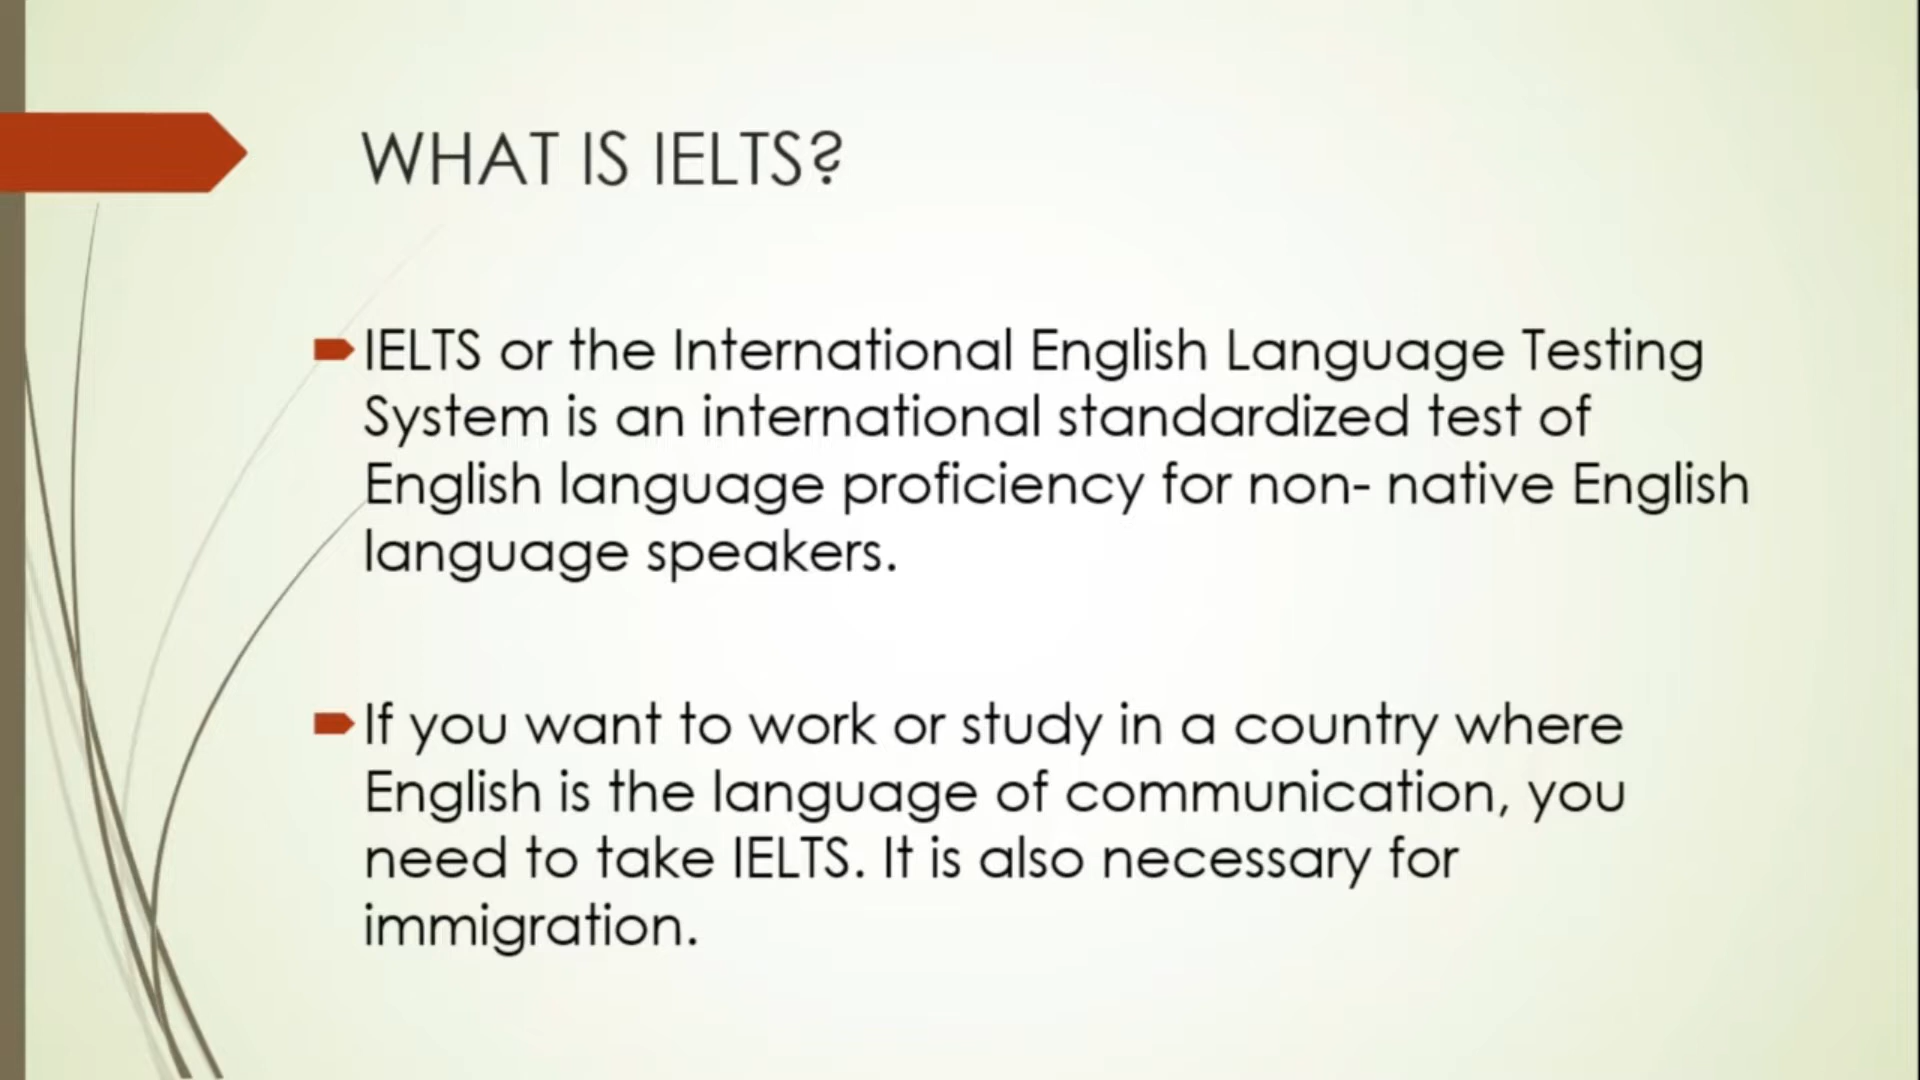 WHAT IS IELTS?
IELTS or the International English Language Testing
System is an international standardized test of
English language proficiency for non- native English
language speakers.
If you want to work or study in a country where
English is the language of communication, you
need to take IELTS. It is also necessary for
immigration.